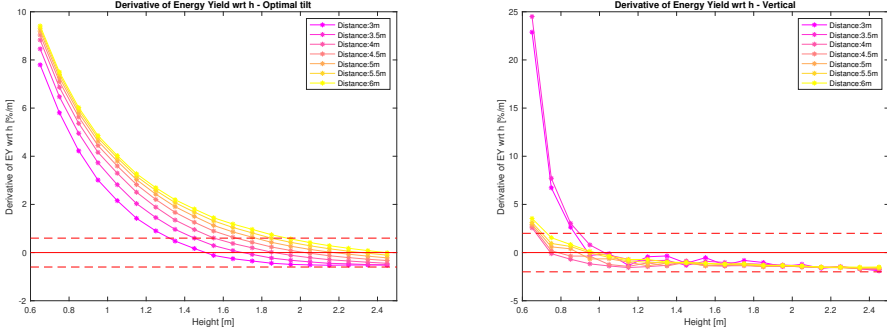 Derivative of Energy Yield wrt h - Optimal tilt
Derivative of EY wrt h [%/m]
10
8
6
4
2
0
-2
0.6 0.8 1 1.2 1.4 1.6 1.8 2 2.2 2.4
Height [m]
Distance:3m
Distance:3.5m
Distance:4m
Distance:4.5m
Distance:5m
Distance:5.5m
Distance:6m
Derivative of Energy Yield wrt h - Vertical
Derivative of EY wrt h [%/m]
25
20
15
10
5
0
-5
0.6 0.8 1 1.2 1.4 1.6 1.8 2 2.2 2.4
Height [m]
Distance:3m
Distance:3.5m
Distance:4m
Distance:4.5m
Distance:5m
Distance:5.5m
Distance:6m